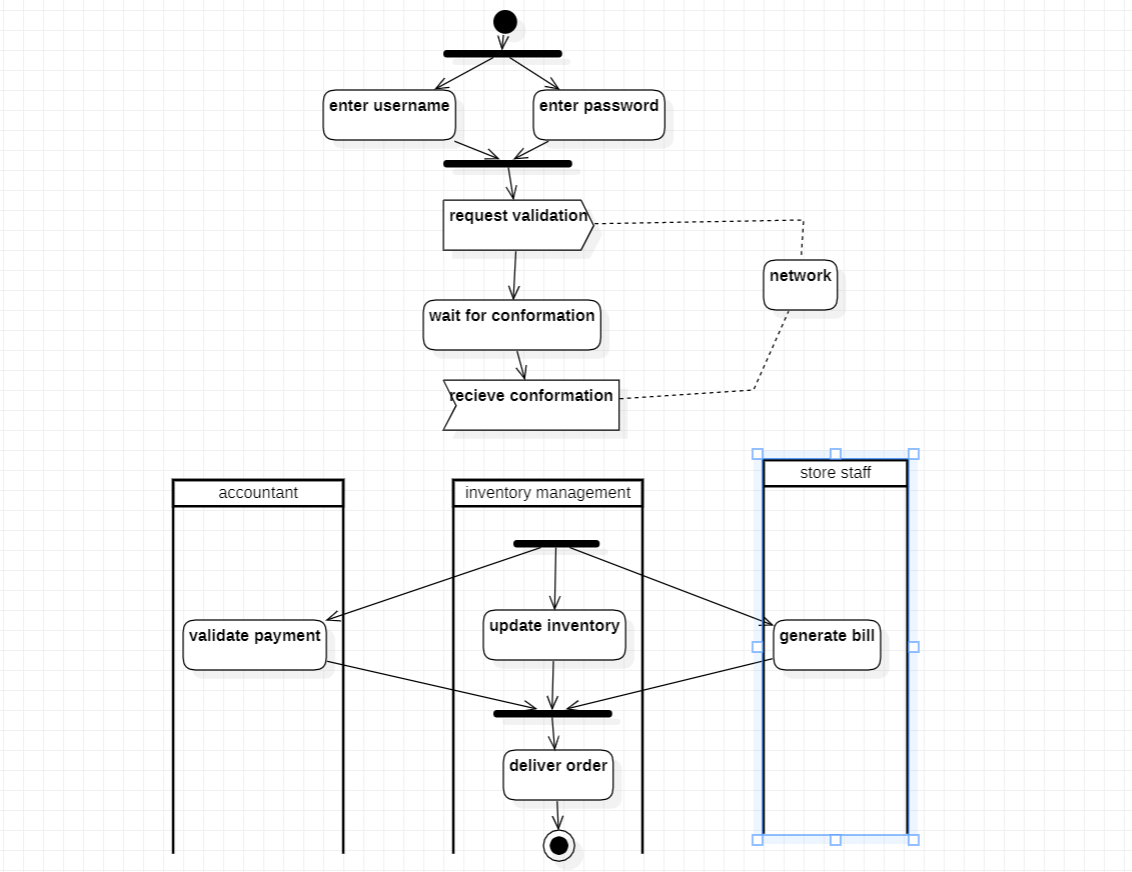 enter username
enter password
request validation
network
wait for conformation
recieve conformation
store staff
accountant
inventory management
validate payment
update inventory
generate bill
deliver order